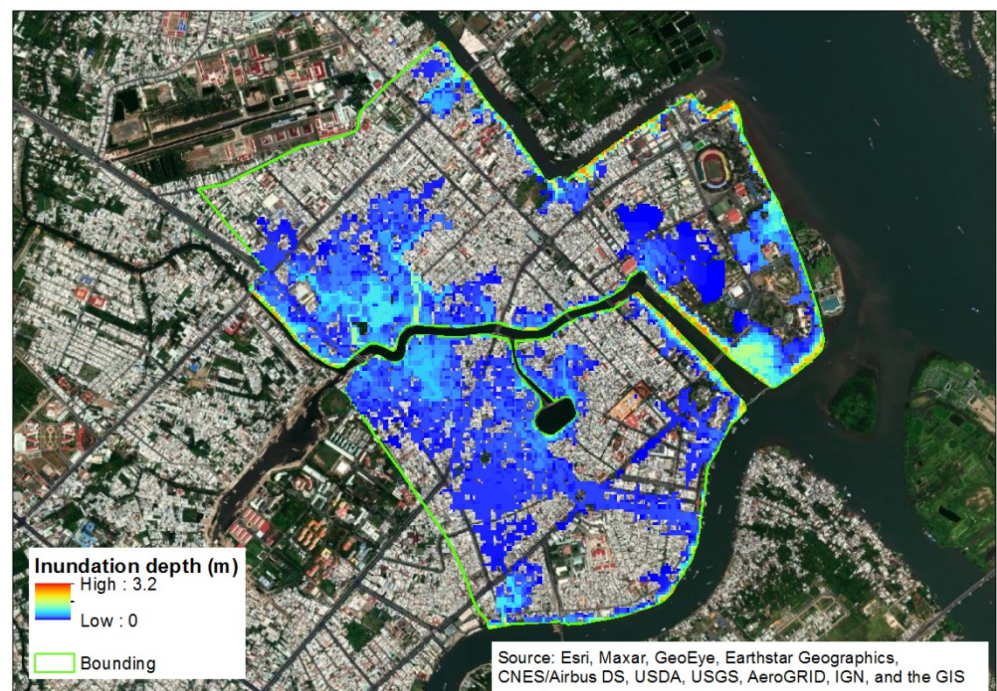 Inundation depth (m)
High : 3.2
Low : 0
Bounding
Source: Esri, Maxar, GeoEye, Earthstar Geographics,
CNES/Airbus DS, USDA, USGS, AeroGRID, IGN, and the GIS